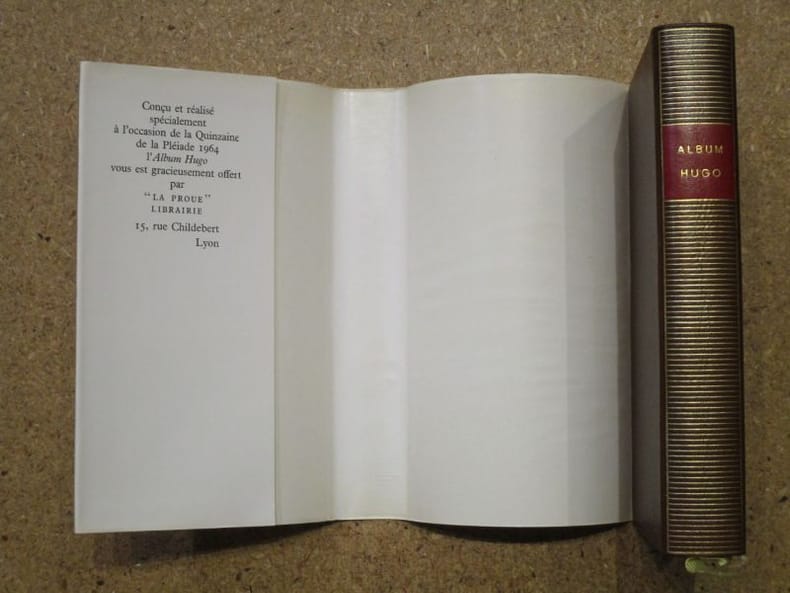 Conçu et réalisé
spécialement
à l'occasion de la Quinzaine
de la Pléiade 1964
l'Album Hugo
vous est gracieusement offert
par
"LA PROUE"
LIBRAIRIE
15, rue Childebert
Lyon
ALBUM
HUGO